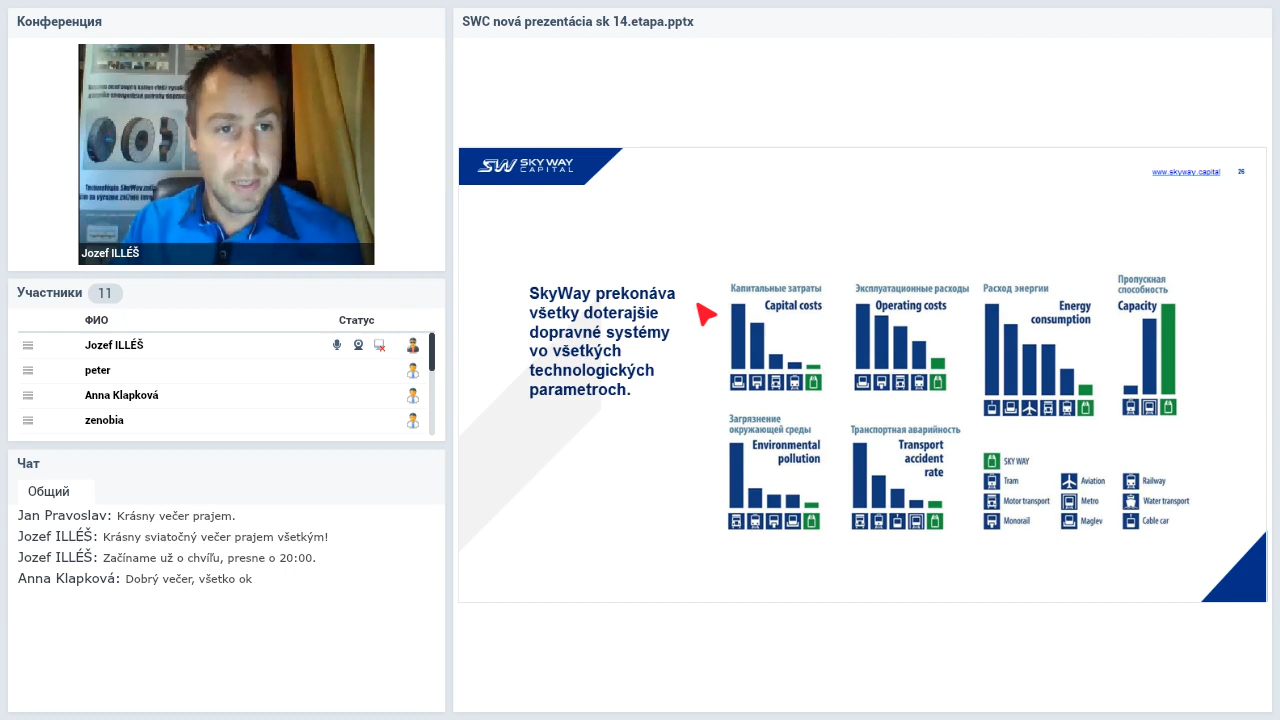 Конференция
Jozef ILLÉŠ
Участники 11
ФИО Статус
Jozef ILLÉŠ
peter
Anna Klapková
zenobia
Чат
Общий
Jan Pravoslav: Krásny večer prajem.
Jozef ILLÉŠ: Krásny sviatočný večer prajem všetkým!
Jozef ILLÉŠ: Začíname už o chvíľu, presne o 20:00.
Anna Klapková: Dobrý večer, všetko ok
SWC nová prezentácia sk 14.etapa.pptx
SW SKY WAY
CAPITAL
www.skyway.capital 26
SkyWay prekonáva
všetky doterajšie
dopravné systémy
vo všetkých
technologických
parametroch.
Капитальные затраты
Capital costs
Эксплуатационные расходы
Operating costs
Расход энергии
Energy
consumption
Пропускная
способность
Capacity
Загрязнение
окружающей среды
Environmental
pollution
Транспортная аварийность
Transport
accident
rate
SKY WAY
Tram
Aviation
Railway
Motor transport
Metro
Water transport
Monorail
Maglev
Cable car